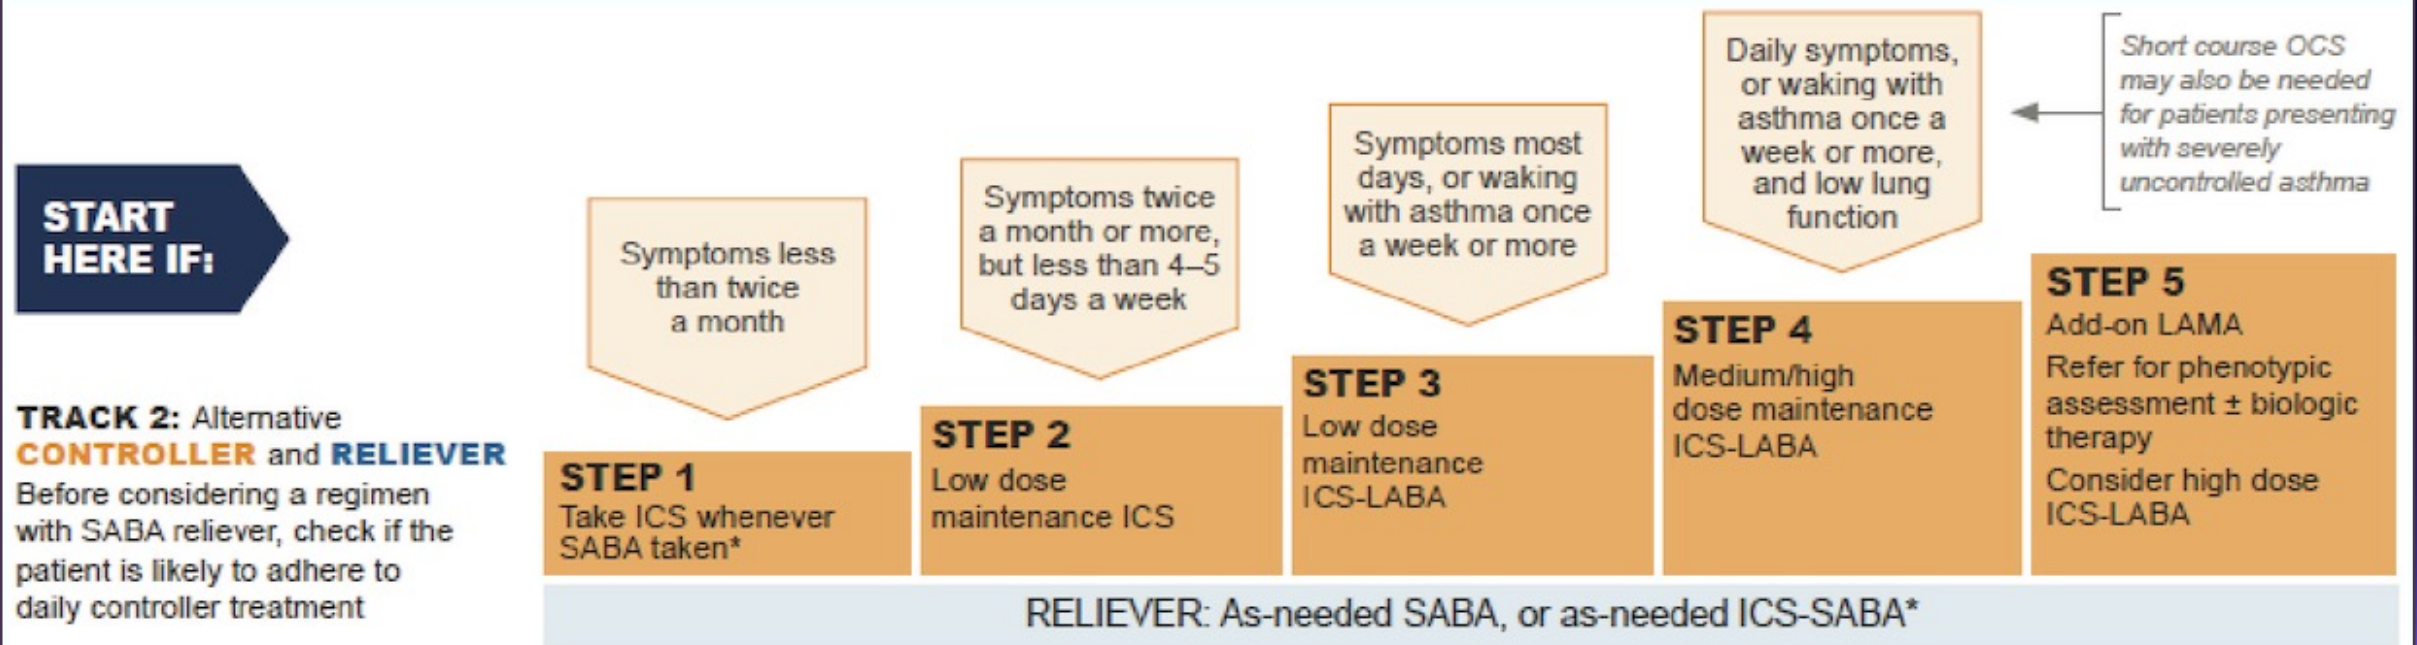 START
HERE IF:
Symptoms less
than twice
a month
Symptoms twice
a month or more,
but less than 4–5
days a week
Symptoms most
days, or waking
with asthma once
a week or more
Daily symptoms,
or waking with
asthma once a
week or more,
and low lung
function
Short course OCS
may also be needed
for patients presenting
with severely
uncontrolled asthma
TRACK 2: Alternative
CONTROLLER and RELIEVER
Before considering a regimen
with SABA reliever, check if the
patient is likely to adhere to
daily controller treatment
STEP 1
Take ICS whenever
SABA taken*
STEP 2
Low dose
maintenance ICS
STEP 3
Low dose
maintenance
ICS-LABA
STEP 4
Medium/high
dose maintenance
ICS-LABA
STEP 5
Add-on LAMA
Refer for phenotypic
assessment ± biologic
therapy
Consider high dose
ICS-LABA
RELIEVER: As-needed SABA, or as-needed ICS-SABA*